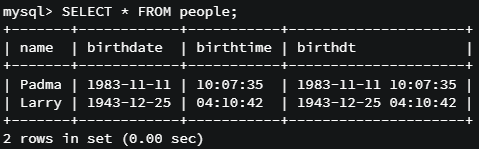 mysql> SELECT * FROM people;
+-------+------------+-----------+---------------------+
| name  | birthdate  | birthtime | birthdt             |
+-------+------------+-----------+---------------------+
| Padma | 1983-11-11 | 10:07:35  | 1983-11-11 10:07:35 |
| Larry | 1943-12-25 | 04:10:42  | 1943-12-25 04:10:42 |
+-------+------------+-----------+---------------------+
2 rows in set (0.00 sec)